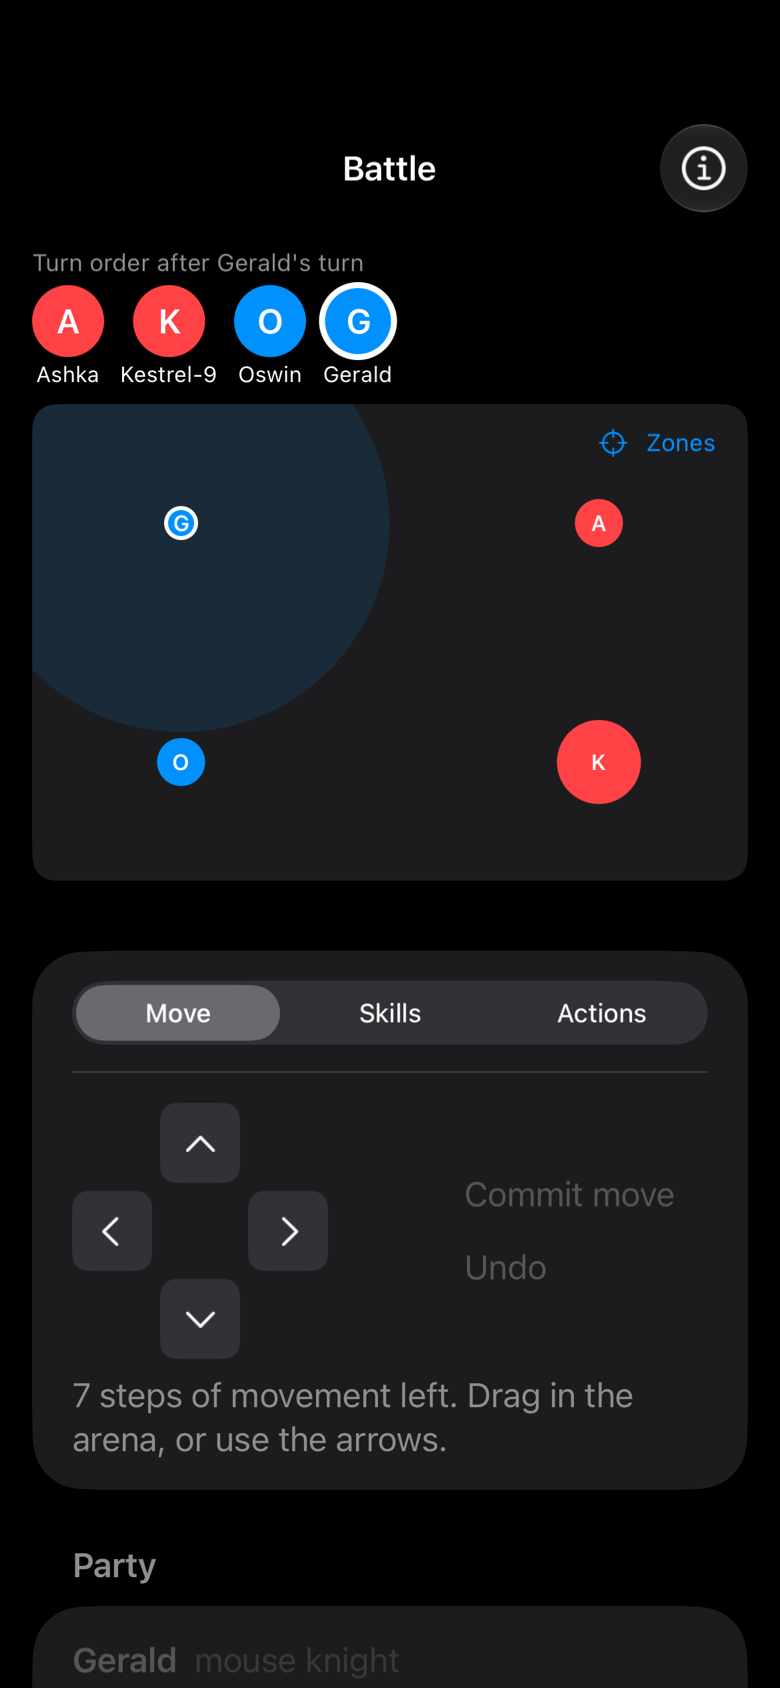 Battle
Turn order after Gerald's turn
A K O G
Ashka Kestrel-9 Oswin Gerald
Zones
G A
O K
Move Skills Actions
Commit move
Undo
7 steps of movement left. Drag in the
arena, or use the arrows.
Party
Gerald mouse knight